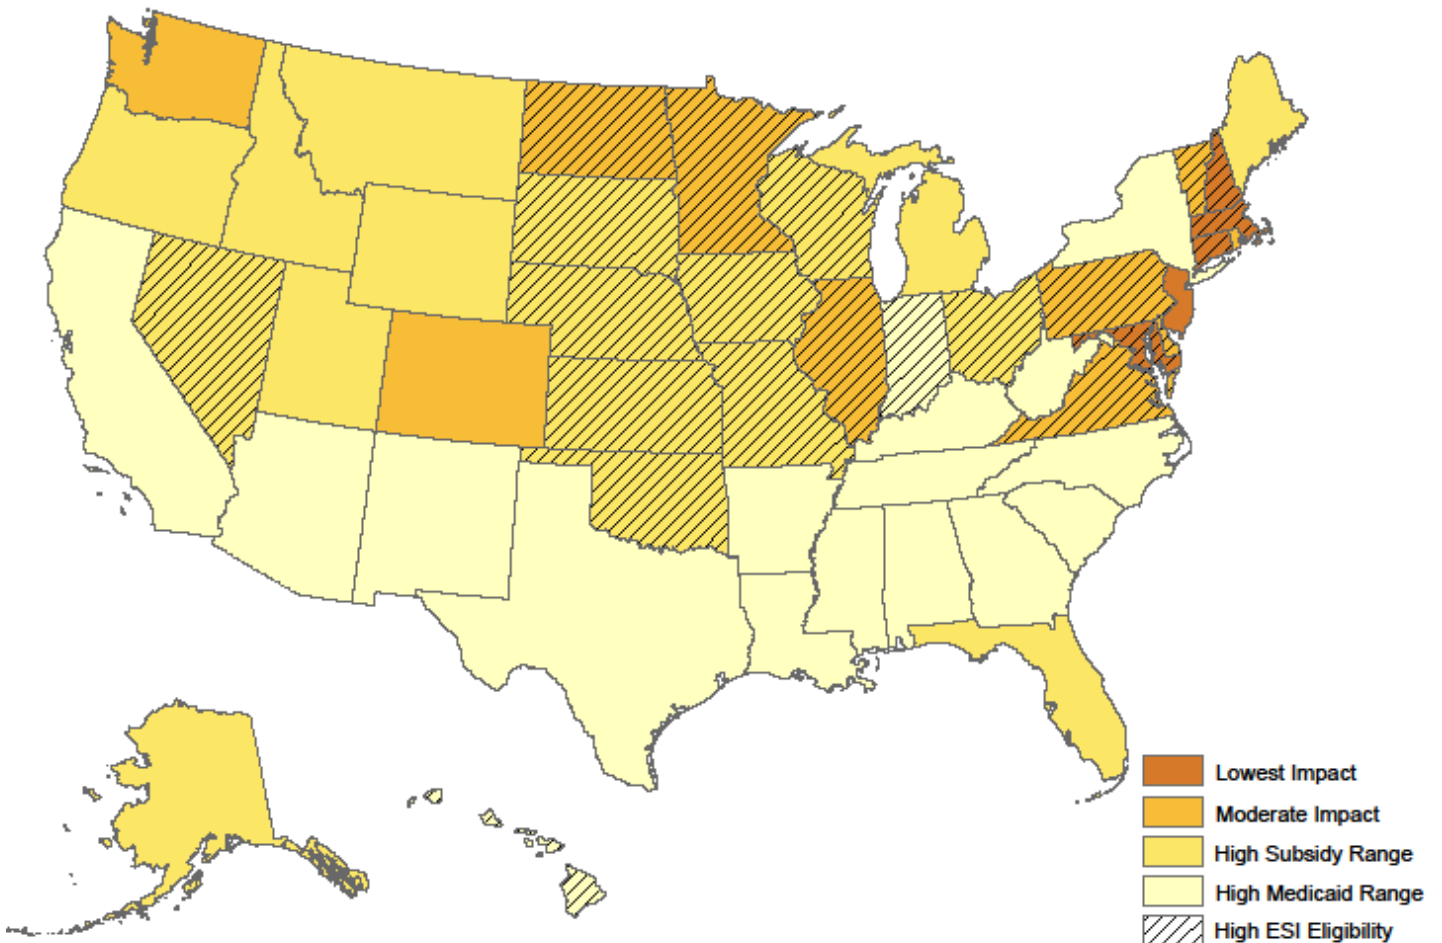 Lowest Impact
Moderate Impact
High Subsidy Range
High Medicaid Range
High ESI Eligibility